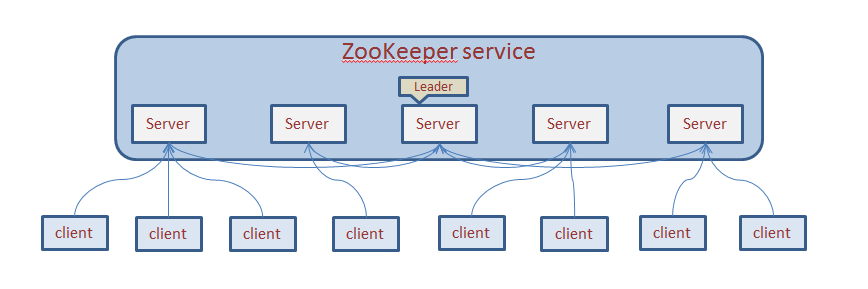 ZooKeeper service
Leader
Server
Server
Server
Server
Server
client
client
client
client
client
client
client
client